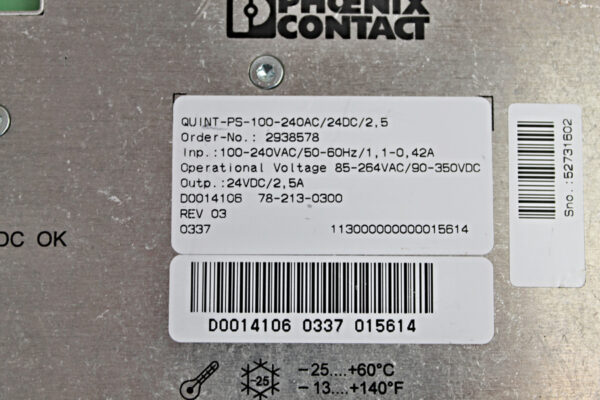 PHŒNIX
CONTACT
QUINT-PS-100-240AC/24DC/2,5
Order-No.: 2938578
Inp.:100-240VAC/50-60Hz/1,1-0,42A
Operational Voltage 85-264VAC/90-350VDC
Outp.:24VDC/2,5A
D0014106 78-213-0300
REV 03
0337 113000000000015614
Sno.:52731602
DC OK
D0014106 0337 015614
-25
−25....+60°C
−13....+140°F